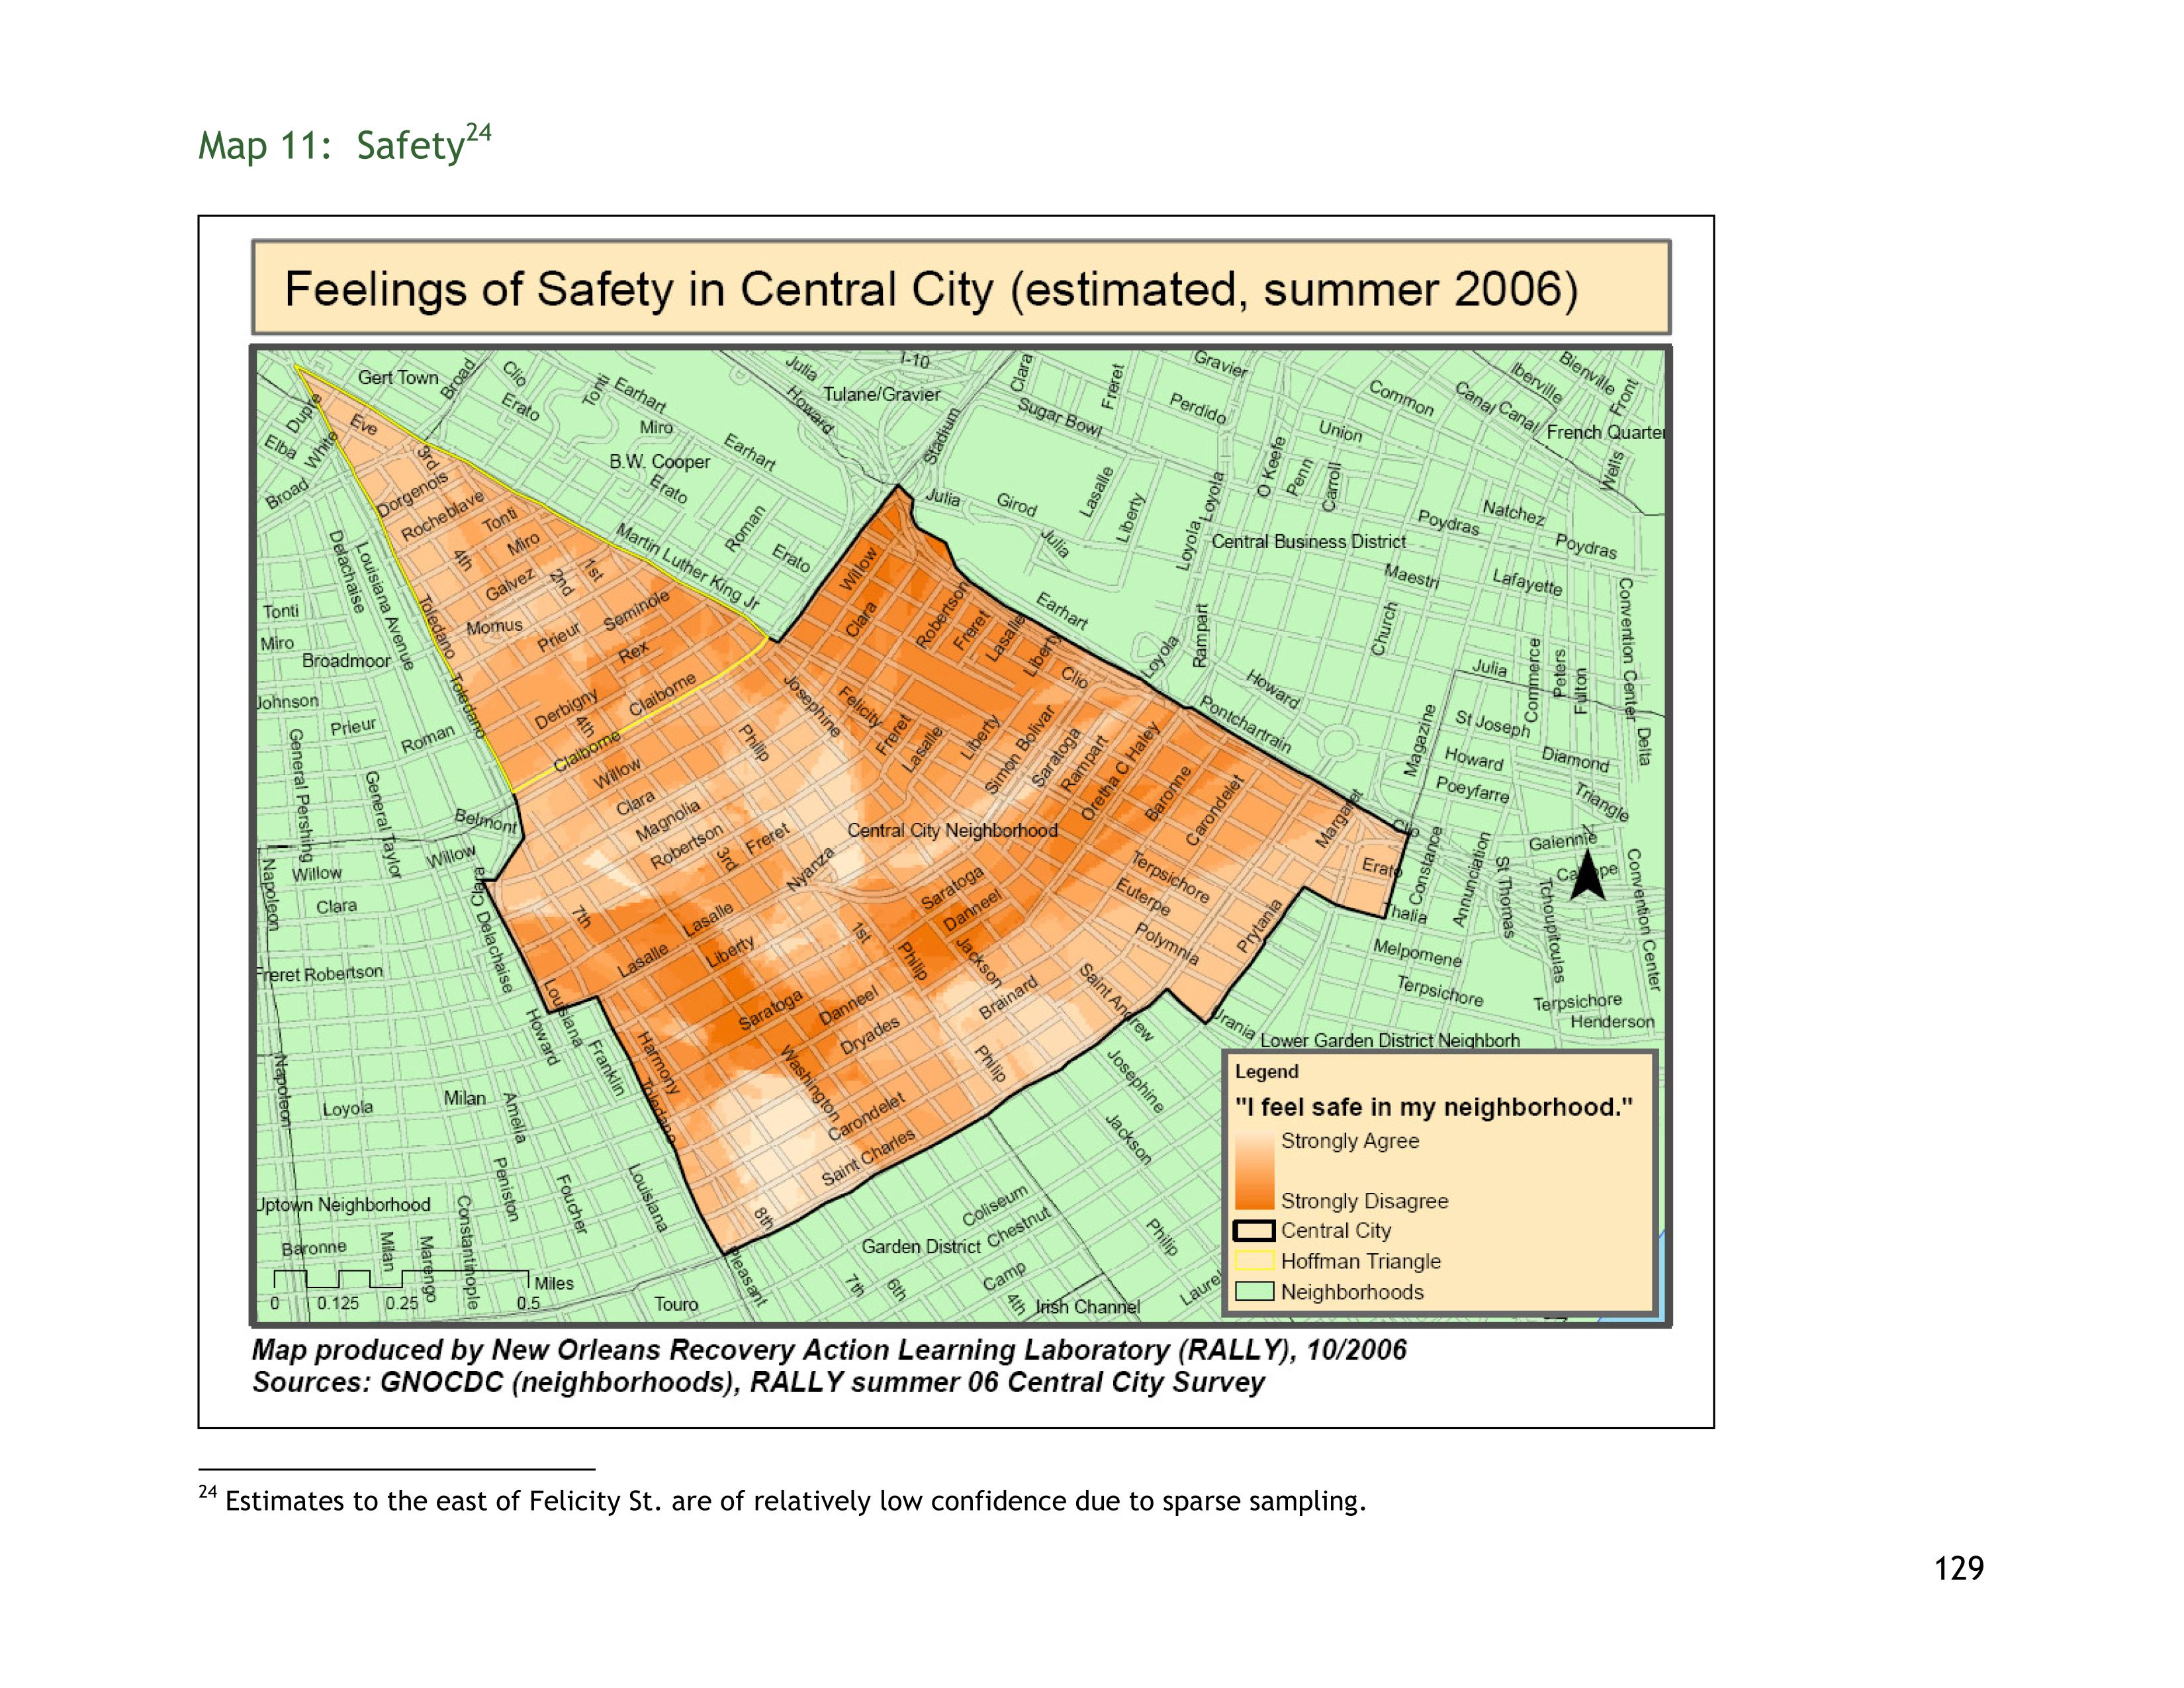 Map 11:  Safety24
Feelings of Safety in Central City (estimated, summer 2006)
Gert Town
Broad
Clio
Erato
Tonti
Earhart
Miro
B.W. Cooper
Erato
Earhart
Roman
Erato
Julia
Howard
I-10
Tulane/Gravier
Stadium
Clara
Sugar Bowl
Freret
Gravier
Perdido
Common
Union
O Keefe
Penn
Carroll
Canal
Canal
Iberville
Bienville
Front
French Quarter
Wells
Dupre
Elba
White
Broad
Eve
3rd
Dorgenois
Rocheblave
Tonti
Miro
4th
Galvez
2nd
1st
Momus
Prieur
Seminole
Rex
Derbigny
4th
Claiborne
Claiborne
Martin Luther King Jr
Delachaise
Louisiana Avenue
Toledano
Toledano
Tonti
Miro
Broadmoor
Johnson
Prieur
Roman
General Pershing
General Taylor
Belmont
Willow
Willow
Clara
Napoleon
Clara
Delachaise
Freret Robertson
Julia
Girod
Julia
Lasalle
Liberty
Loyola
Loyola
Central Business District
Poydras
Natchez
Poydras
Maestri
Lafayette
Convention Center
Church
Rampart
Earhart
Loyola
Howard
Pontchartrain
Julia
Commerce
Peters
Fulton
St Joseph
Howard
Diamond
Delta
Magazine
Poeyfarre
Triangle
Galennie
Convention Center
Willow
Clara
Robertson
Freret
Lasalle
Liberty
Clio
Josephine
Felicity
Freret
Lasalle
Liberty
Simon Bolivar
Saratoga
Rampart
Oretha C Haley
Baronne
Carondelet
Margaret
Clio
Erato
Thalia
Constance
Annunciation
St Thomas
Tchoupitoulas
Willow
Philip
Clara
Magnolia
Robertson
3rd
Freret
Nyanza
Central City Neighborhood
Terpsichore
Euterpe
Polymnia
Prytania
Melpomene
Terpsichore
Terpsichore
Henderson
7th
Lasalle
Lasalle
Liberty
1st
Saratoga
Danneel
Philip
Jackson
Brainard
Saint Andrew
Urania
Lower Garden District Neighborh
Louisiana
Howard
Franklin
Harmony
Toledano
Saratoga
Danneel
Dryades
Washington
Carondelet
Saint Charles
Philip
Josephine
Jackson
8th
Pleasant
Napoleon
Loyola
Milan
Amelia
Peniston
Foucher
Louisiana
Uptown Neighborhood
Constantinople
Baronne
Milan
Marengo
Touro
Garden District
Coliseum
Chestnut
Philip
Camp
7th
6th
4th
Irish Channel
Laurel
0 0.125 0.25 0.5 Miles
Legend
"I feel safe in my neighborhood."
Strongly Agree
Strongly Disagree
Central City
Hoffman Triangle
Neighborhoods
Map produced by New Orleans Recovery Action Learning Laboratory (RALLY), 10/2006
Sources: GNOCDC (neighborhoods), RALLY summer 06 Central City Survey
24 Estimates to the east of Felicity St. are of relatively low confidence due to sparse sampling.
129